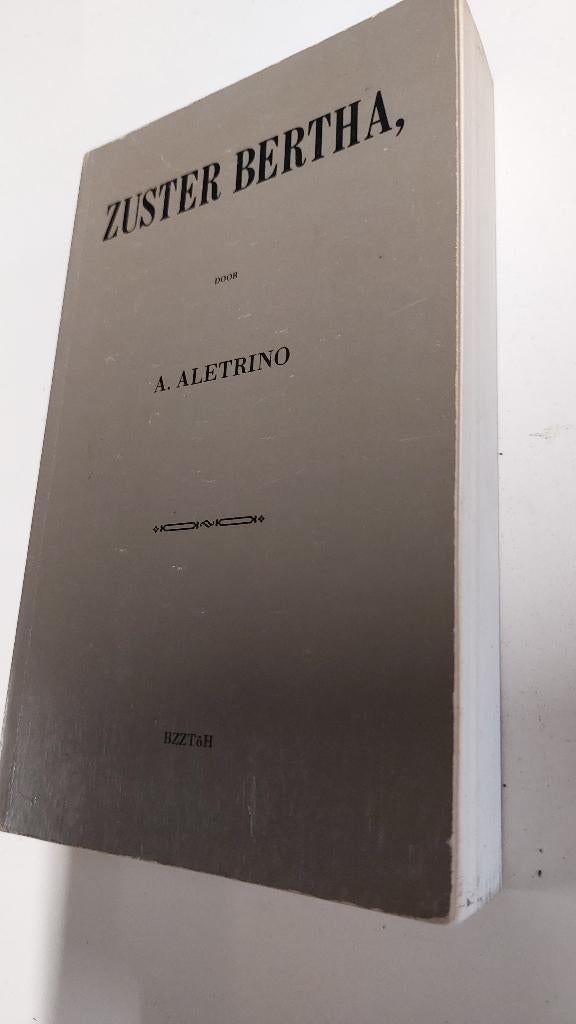 ZUSTER BERTHA,
DOOR
A. ALETRINO
BZZTôH